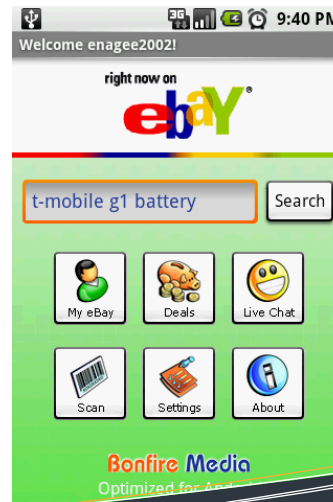 3G 9:40 PM
Welcome enagee2002!
right now on
ebaY®
t-mobile g1 battery Search
My eBay Deals Live Chat
Scan Settings About
Bonfire Media
Optimized for